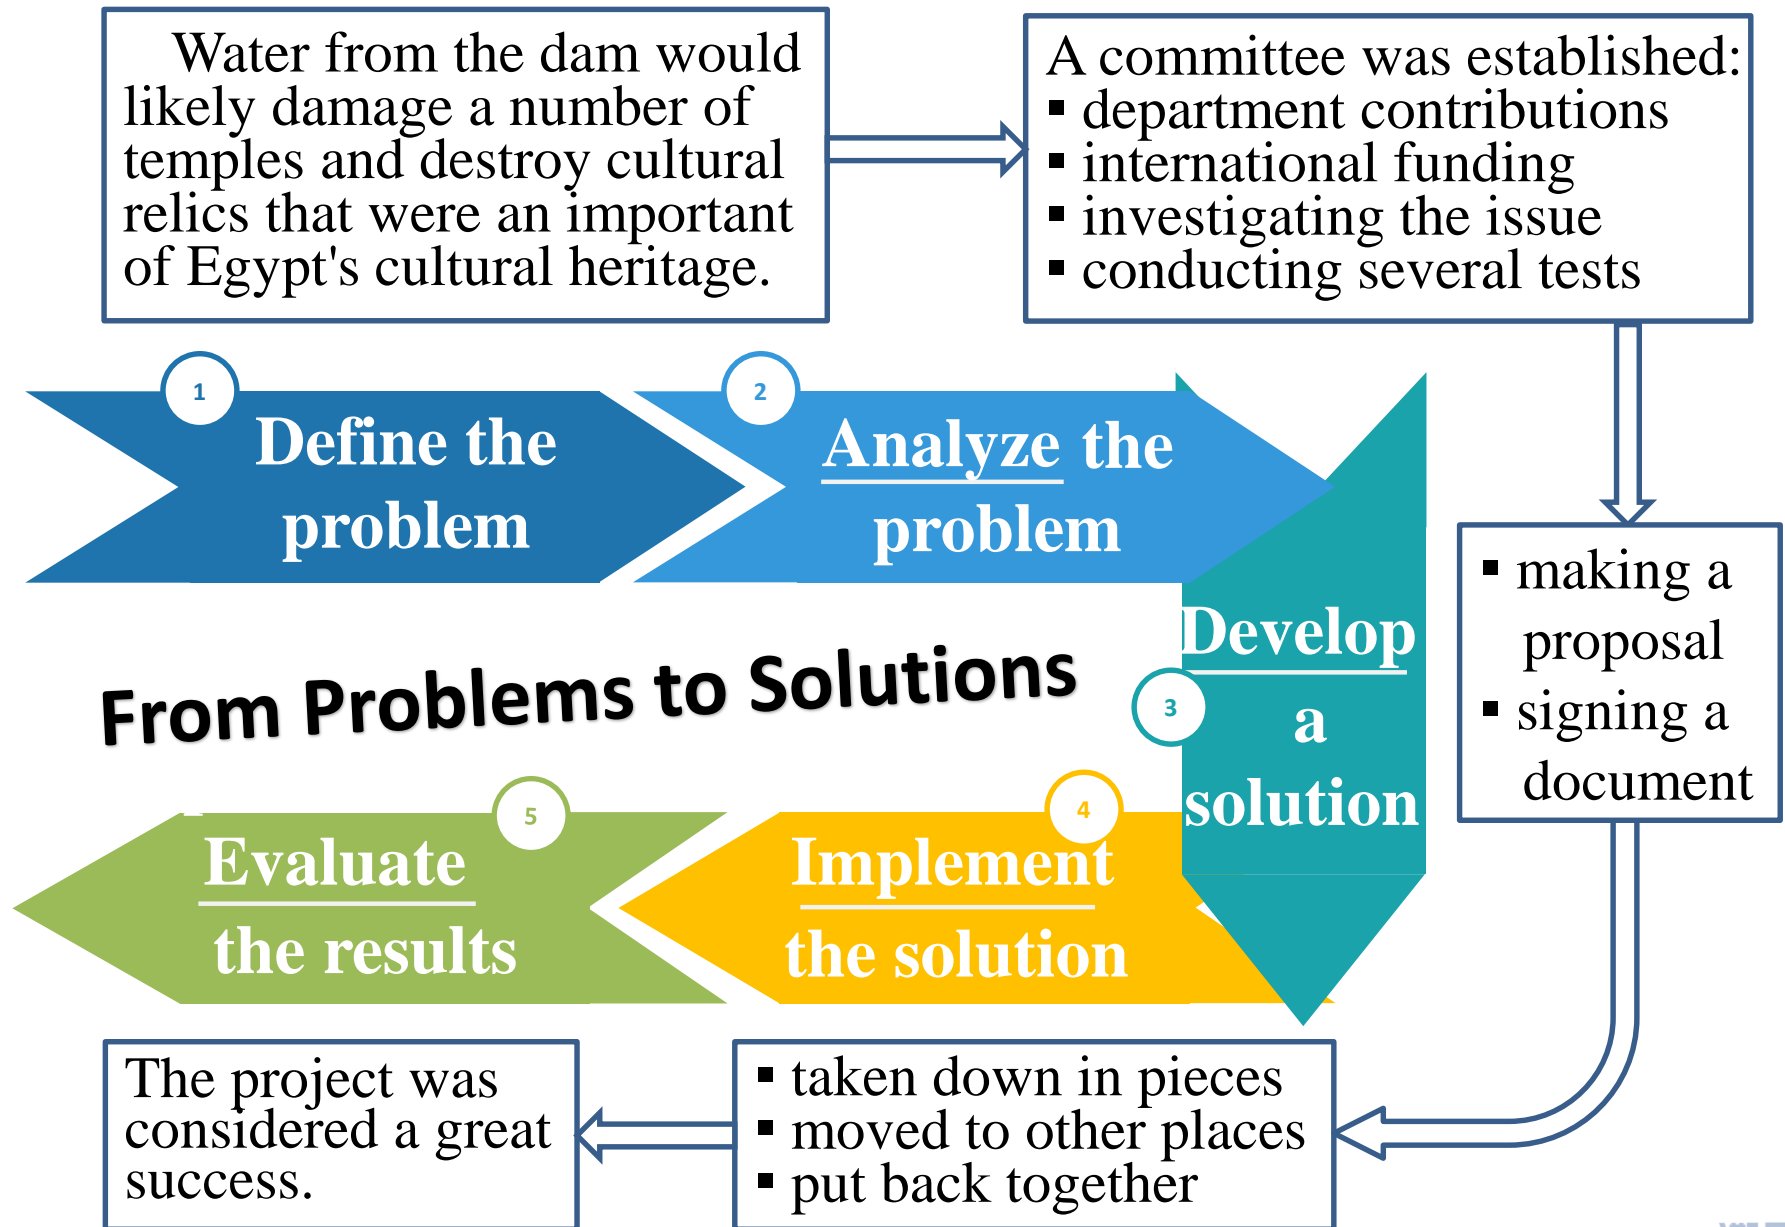 Water from the dam would
likely damage a number of
temples and destroy cultural
relics that were an important
of Egypt's cultural heritage.
A committee was established:
▪ department contributions
▪ international funding
▪ investigating the issue
▪ conducting several tests
1
Define the
problem
2
Analyze the
problem
3
Develop
a
solution
▪ making a
proposal
▪ signing a
document
From Problems to Solutions
4
Implement
the solution
5
Evaluate
the results
▪ taken down in pieces
▪ moved to other places
▪ put back together
The project was
considered a great
success.